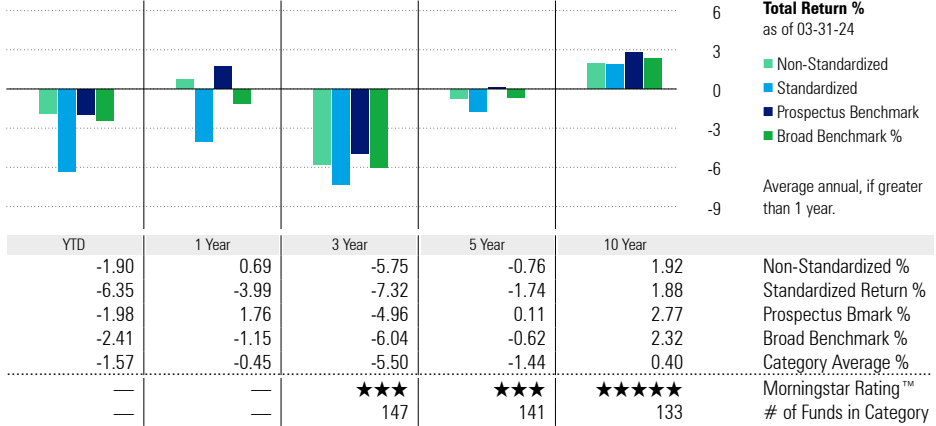 Total Return %
as of 03-31-24
6
3
0
-3
-6
-9
Non-Standardized
Standardized
Prospectus Benchmark
Broad Benchmark %
Average annual, if greater
than 1 year.
YTD 1 Year 3 Year 5 Year 10 Year
-1.90 0.69 -5.75 -0.76 1.92 Non-Standardized %
-6.35 -3.99 -7.32 -1.74 1.88 Standardized Return %
-1.98 1.76 -4.96 0.11 2.77 Prospectus Bmark %
-2.41 -1.15 -6.04 -0.62 2.32 Broad Benchmark %
-1.57 -0.45 -5.50 -1.44 0.40 Category Average %
— — ★★★ ★★★ ★★★★★ Morningstar Rating™
— — 147 141 133 # of Funds in Category